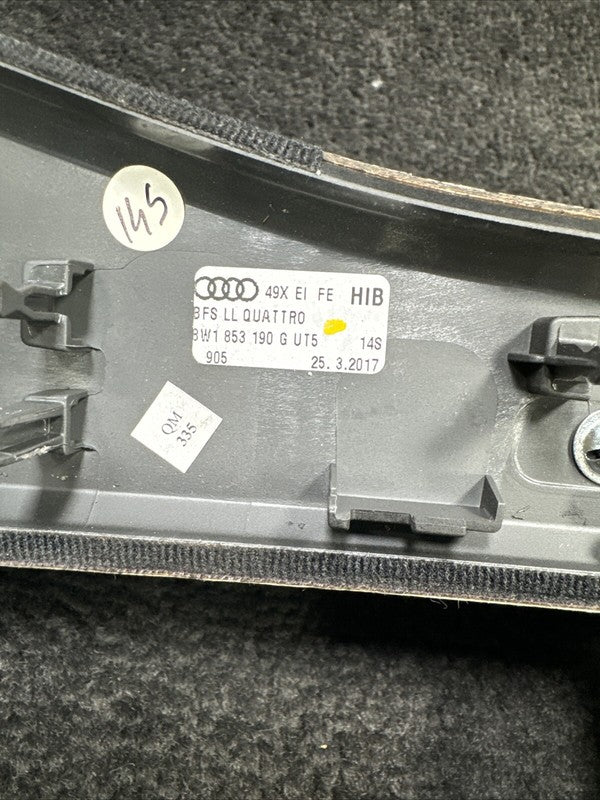 145
49X EI FE HIB
BFS LL QUATTRO
8W1 853 190 G UT5 14S
905 25. 3.2017
QM
335